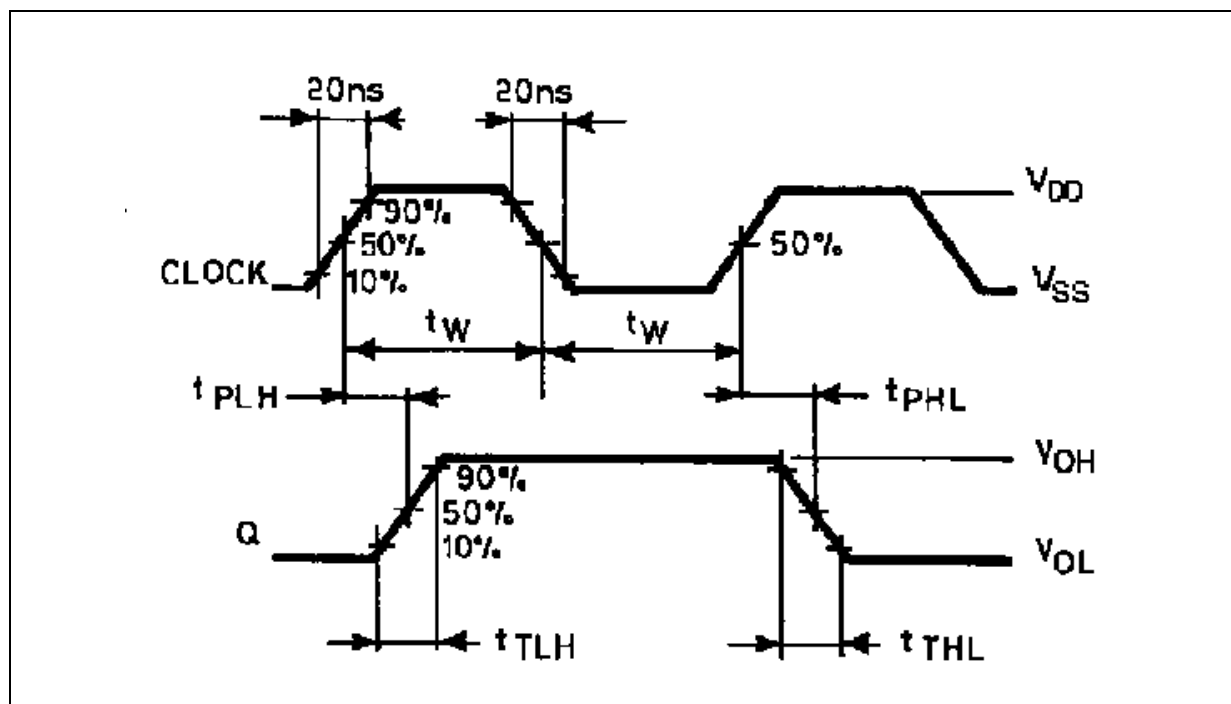 20ns 20ns
VDD
90%
50% 50%
CLOCK 10% VSS
tW tW
tPLH tPHL
VOH
90%
50%
Q 10% VOL
tTLH tTHL